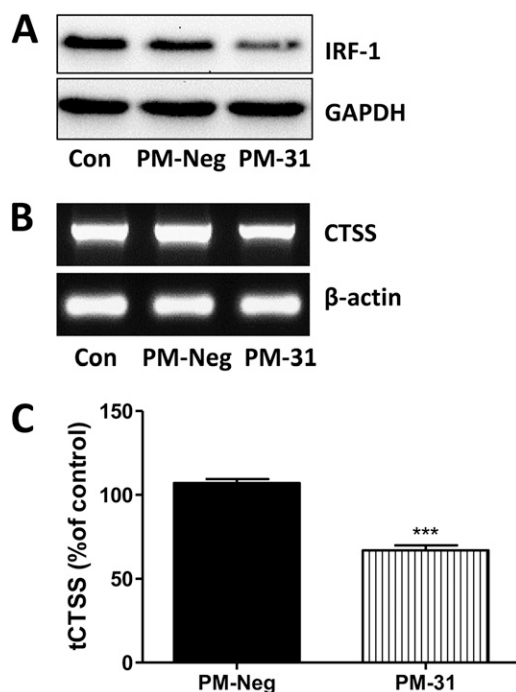 A
IRF-1
GAPDH
Con PM-Neg PM-31
B
CTSS
β-actin
Con PM-Neg PM-31
C
tCTSS (%of control)
150
100
50
0
***
PM-Neg PM-31